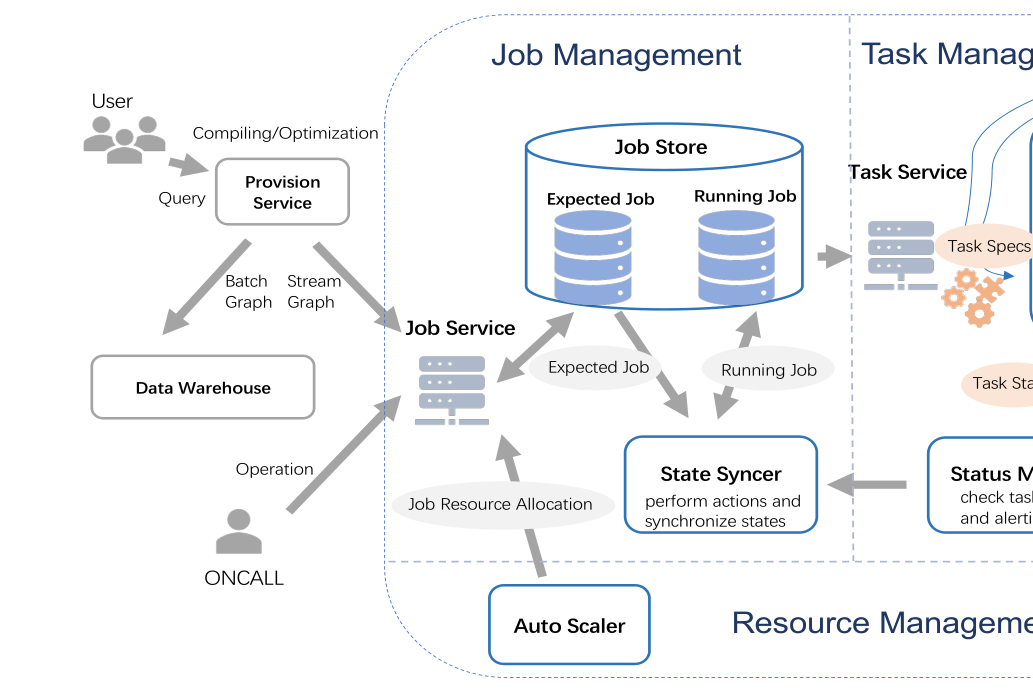 Job Management
Task Manag
User
Compiling/Optimization
Query
Provision
Service
Job Store
Expected Job
Running Job
Task Service
Task Specs
Batch
Graph
Stream
Graph
Job Service
Expected Job
Running Job
Task Sta
Data Warehouse
Operation
State Syncer
perform actions and
synchronize states
Status M
check task
and alerti
Job Resource Allocation
ONCALL
Auto Scaler
Resource Manageme